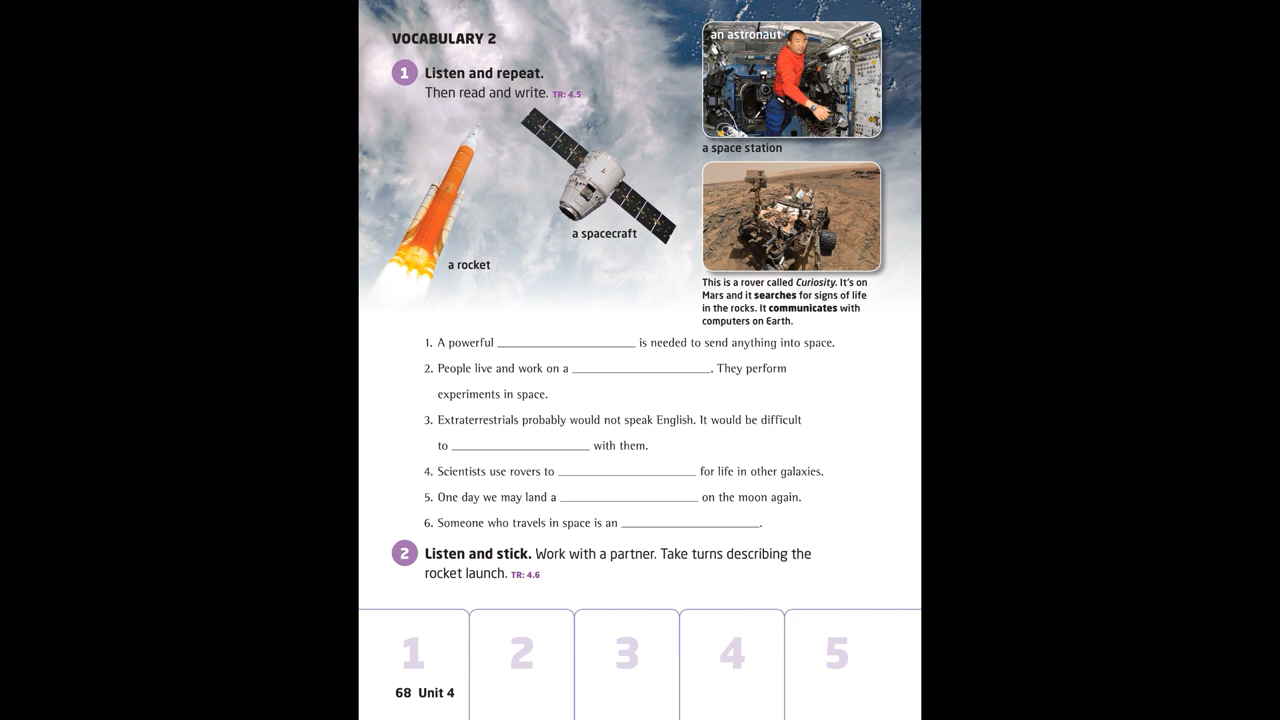 VOCABULARY 2
1 Listen and repeat.
Then read and write. TR: 4.5
an astronaut
a space station
a spacecraft
a rocket
This is a rover called Curiosity. It's on
Mars and it searches for signs of life
in the rocks. It communicates with
computers on Earth.
1. A powerful ______________________ is needed to send anything into space.
2. People live and work on a ______________________. They perform
experiments in space.
3. Extraterrestrials probably would not speak English. It would be difficult
to ______________________ with them.
4. Scientists use rovers to ______________________ for life in other galaxies.
5. One day we may land a ______________________ on the moon again.
6. Someone who travels in space is an ______________________.
2 Listen and stick. Work with a partner. Take turns describing the
rocket launch. TR: 4.6
1 2 3 4 5
68 Unit 4